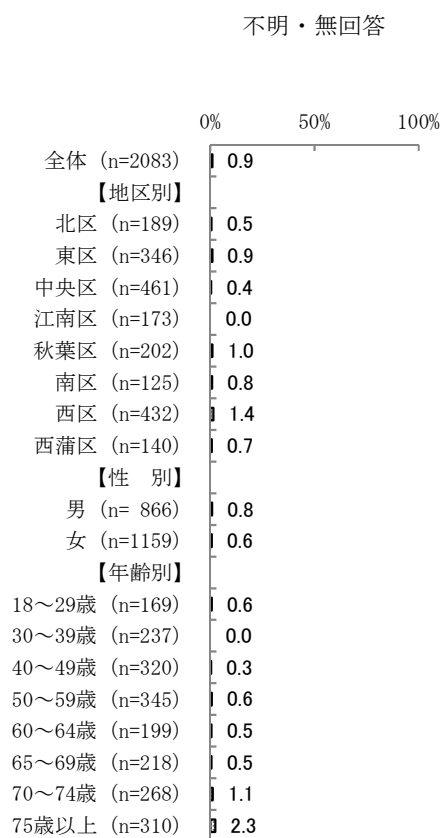 不明・無回答
0% 50% 100%
全体 (n=2083) 0.9
【地区別】
北区 (n=189) 0.5
東区 (n=346) 0.9
中央区 (n=461) 0.4
江南区 (n=173) 0.0
秋葉区 (n=202) 1.0
南区 (n=125) 0.8
西区 (n=432) 1.4
西蒲区 (n=140) 0.7
【性　別】
男 (n= 866) 0.8
女 (n=1159) 0.6
【年齢別】
18～29歳 (n=169) 0.6
30～39歳 (n=237) 0.0
40～49歳 (n=320) 0.3
50～59歳 (n=345) 0.6
60～64歳 (n=199) 0.5
65～69歳 (n=218) 0.5
70～74歳 (n=268) 1.1
75歳以上 (n=310) 2.3